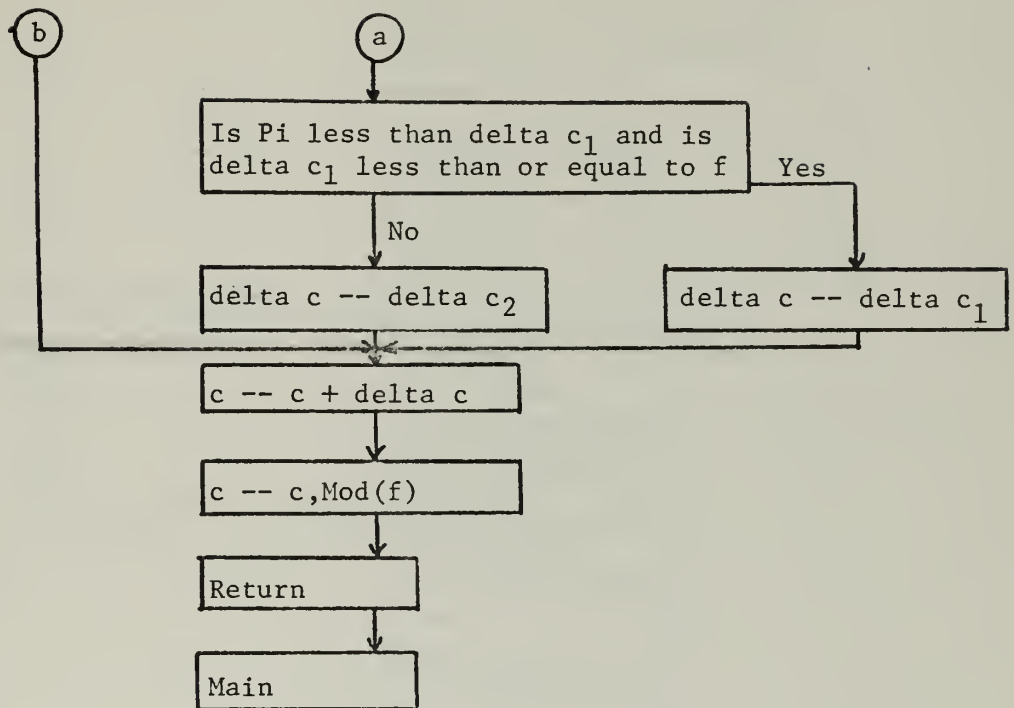 b
a
Is Pi less than delta c1 and is
delta c1 less than or equal to f
Yes
No
delta c -- delta c2
delta c -- delta c1
c -- c + delta c
c -- c,Mod(f)
Return
Main